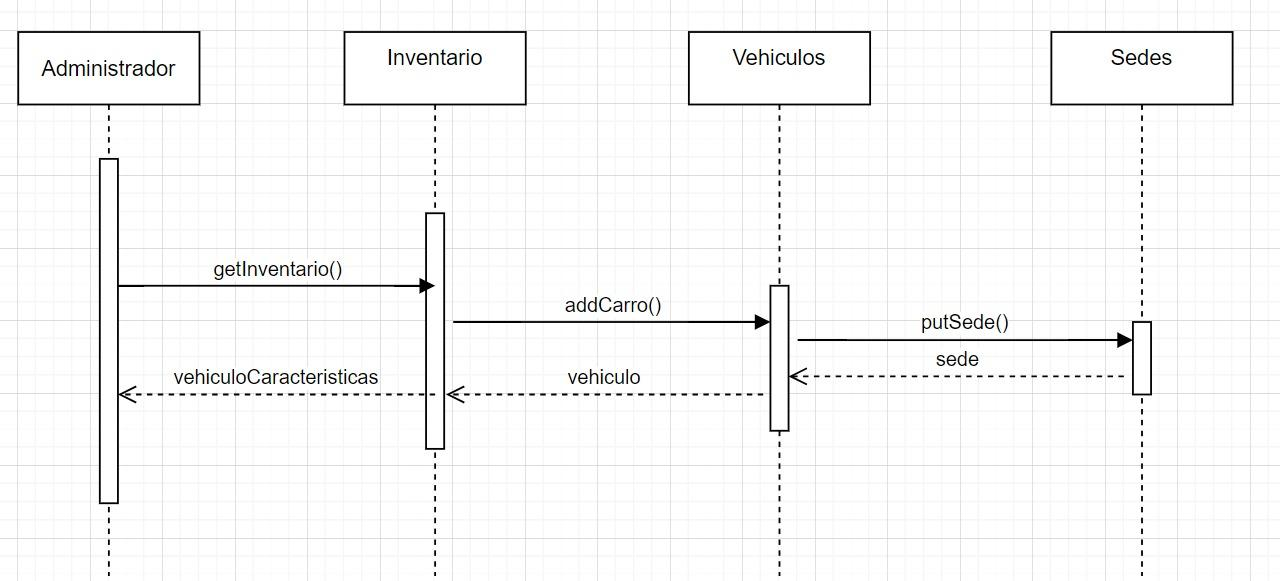 Administrador
Inventario
Vehiculos
Sedes
getInventario()
addCarro()
putSede()
sede
vehiculoCaracteristicas
vehiculo